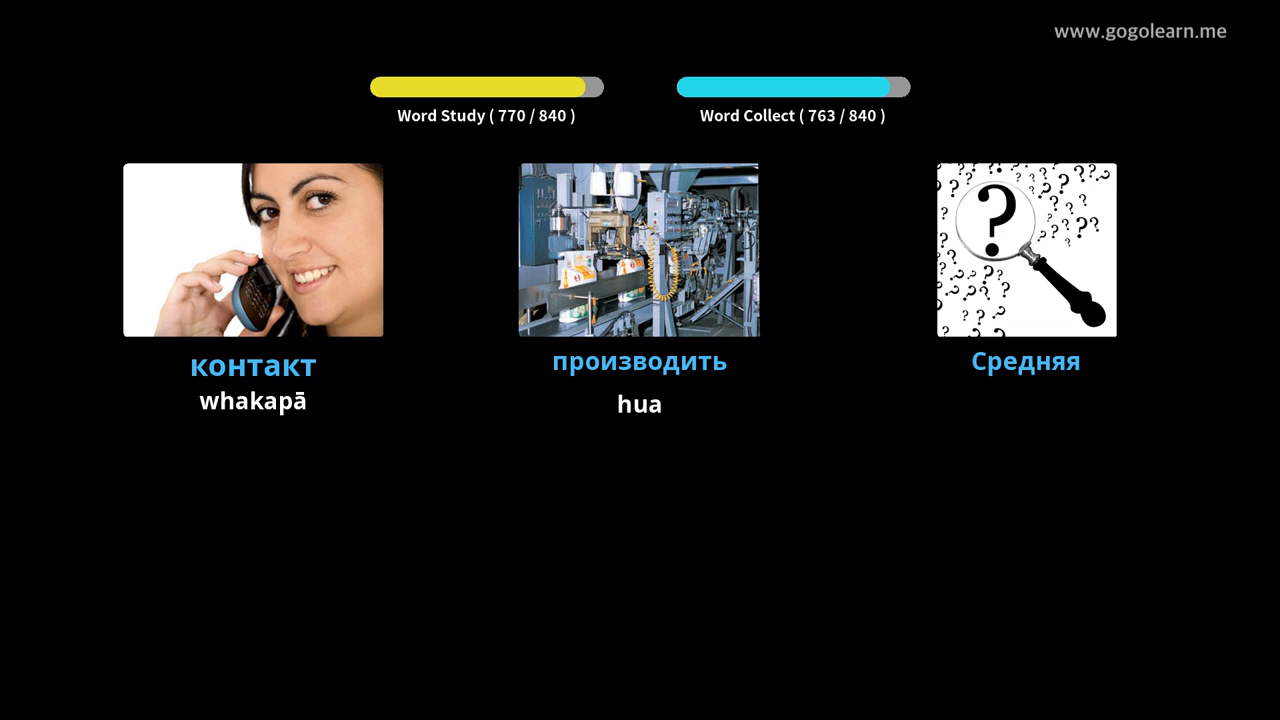 www.gogolearn.me
Word Study ( 770 / 840 )
Word Collect ( 763 / 840 )
контакт
whakapā
производить
hua
Средняя